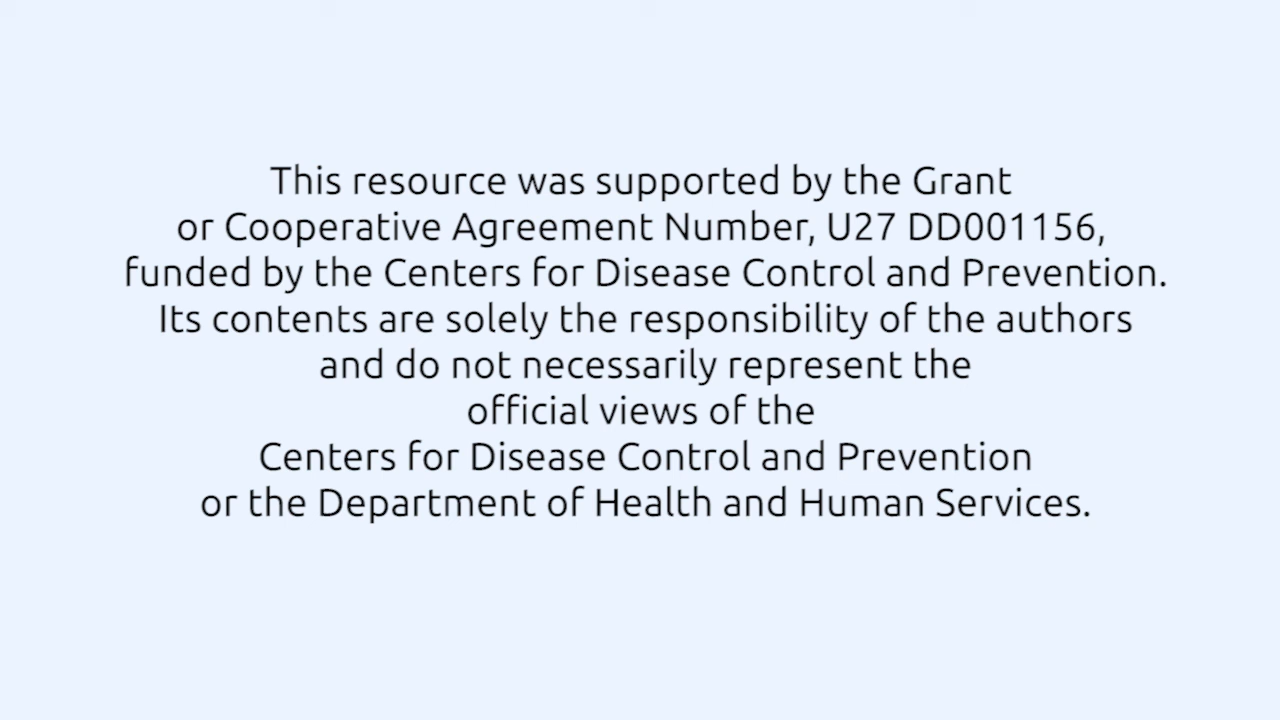 This resource was supported by the Grant
or Cooperative Agreement Number, U27 DD001156,
funded by the Centers for Disease Control and Prevention.
Its contents are solely the responsibility of the authors
and do not necessarily represent the
official views of the
Centers for Disease Control and Prevention
or the Department of Health and Human Services.